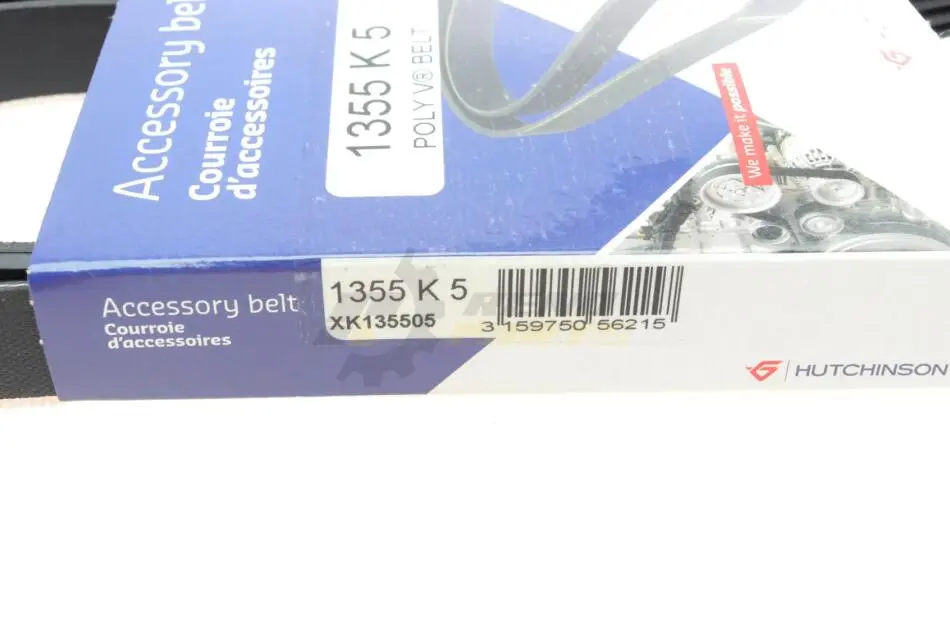 Accessory bel
Courroie
d'accessoires
1355 K 5
POLY V® BELT
We make it possible
Accessory belt
Courroie
d'accessoires
1355 K 5
XK135505
3 159750 56215
HUTCHINSON